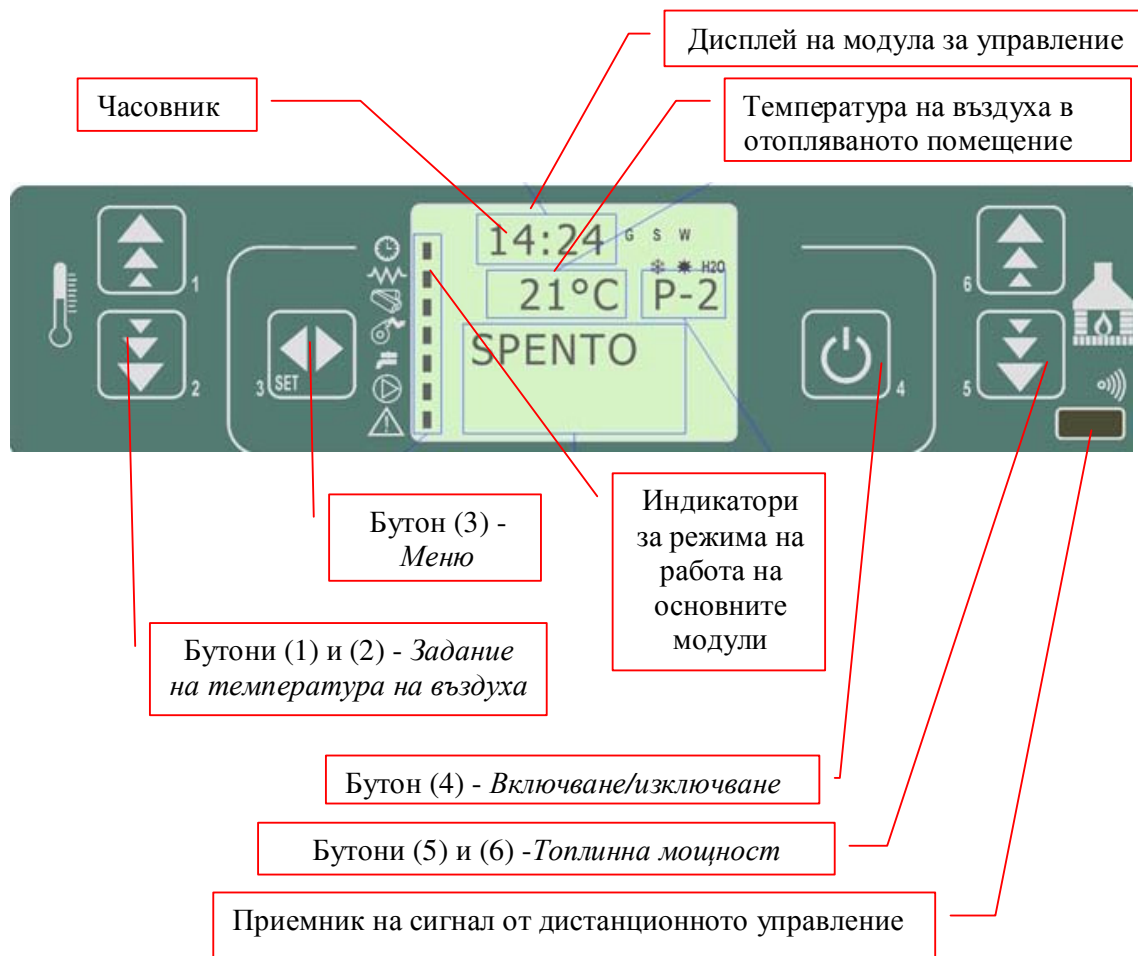 Дисплей на модула за управление
Часовник
Температура на въздуха в
отопляваното помещение
14:24 G S W
H2O
21°C P-2
SPENTO
1
2
3 SET
4
6
5
Бутон (3) -
Меню
Индикатори
за режима на
работа на
основните
модули
Бутони (1) и (2) - Задание
на температура на въздуха
Бутон (4) - Включване/изключване
Бутони (5) и (6) -Топлинна мощност
Приемник на сигнал от дистанционното управление